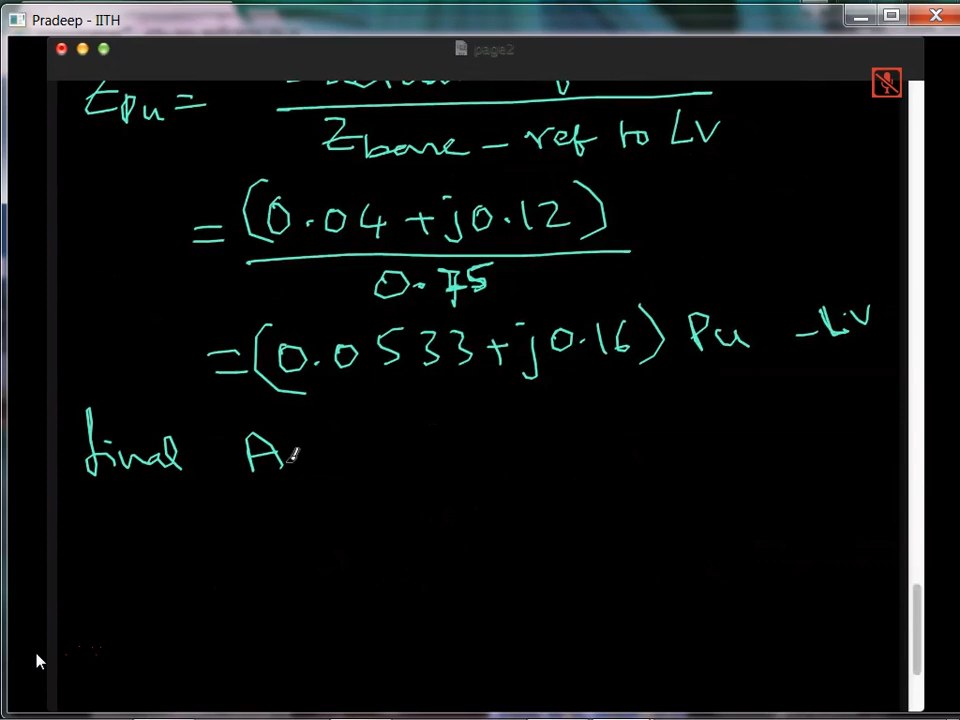 Pradeep - IITH
page2
Zpu =
Zbase - ref to LV
= (0.04 + j0.12)
0.75
= (0.0533 + j0.16) Pu - LV
final A